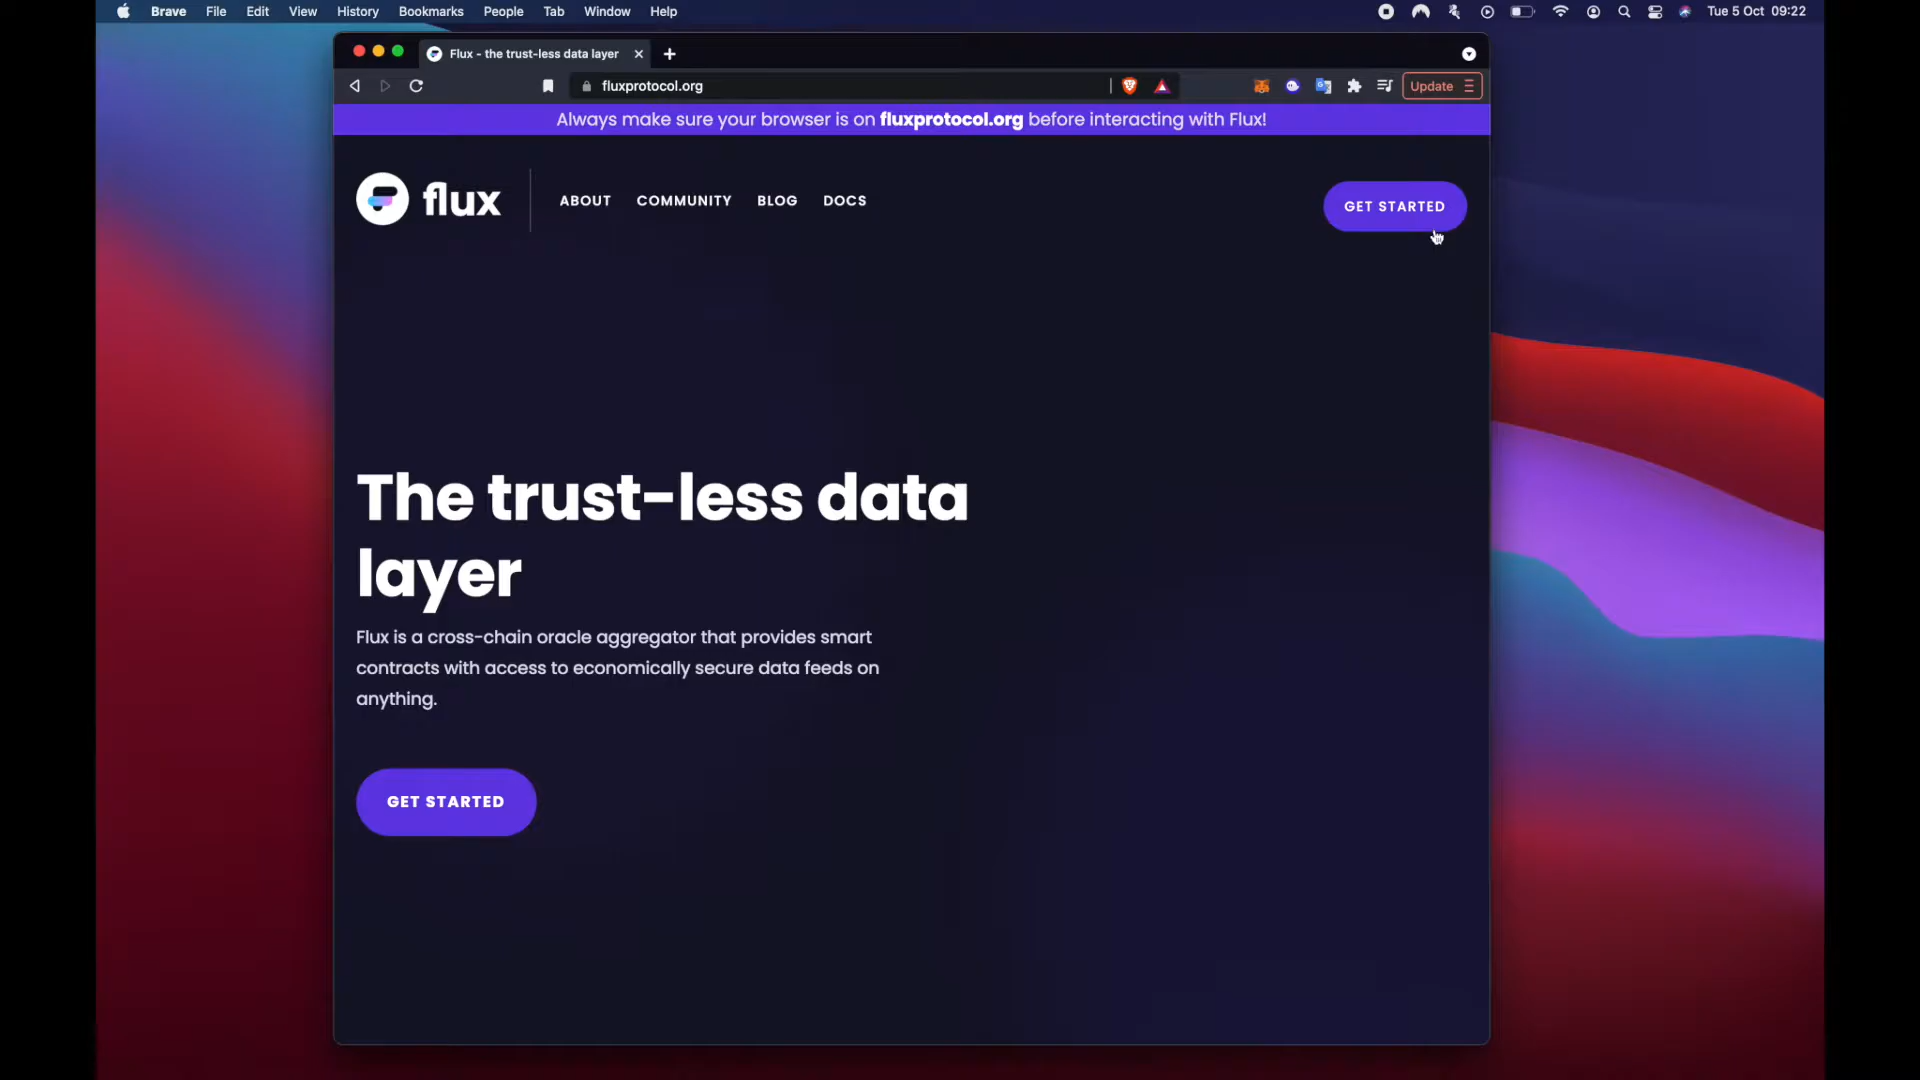 Brave File Edit View History Bookmarks People Tab Window Help Tue 5 Oct 09:22
Flux - the trust-less data layer
fluxprotocol.org
Update
Always make sure your browser is on fluxprotocol.org before interacting with Flux!
flux
ABOUT COMMUNITY BLOG DOCS
GET STARTED
The trust-less data
layer
Flux is a cross-chain oracle aggregator that provides smart
contracts with access to economically secure data feeds on
anything.
GET STARTED